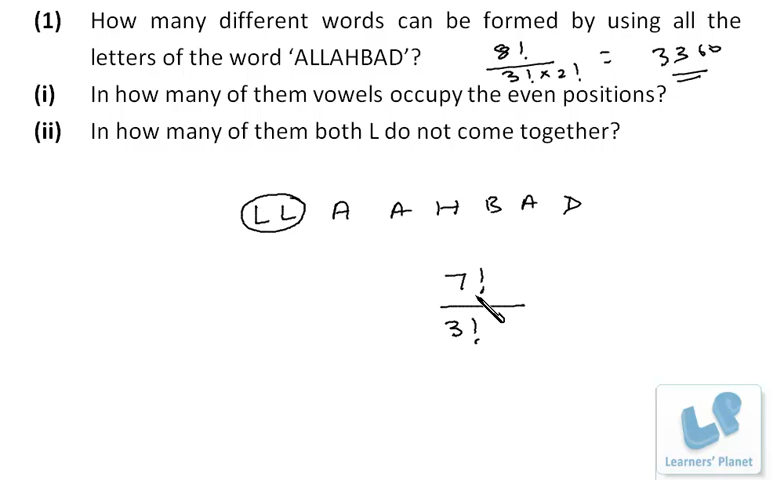 (1) How many different words can be formed by using all the
letters of the word ‘ALLAHBAD’? 8! / 3! × 2! = 3360
(i) In how many of them vowels occupy the even positions?
(ii) In how many of them both L do not come together?
LL A A H B A D
7!
3!
LP
Learners' Planet